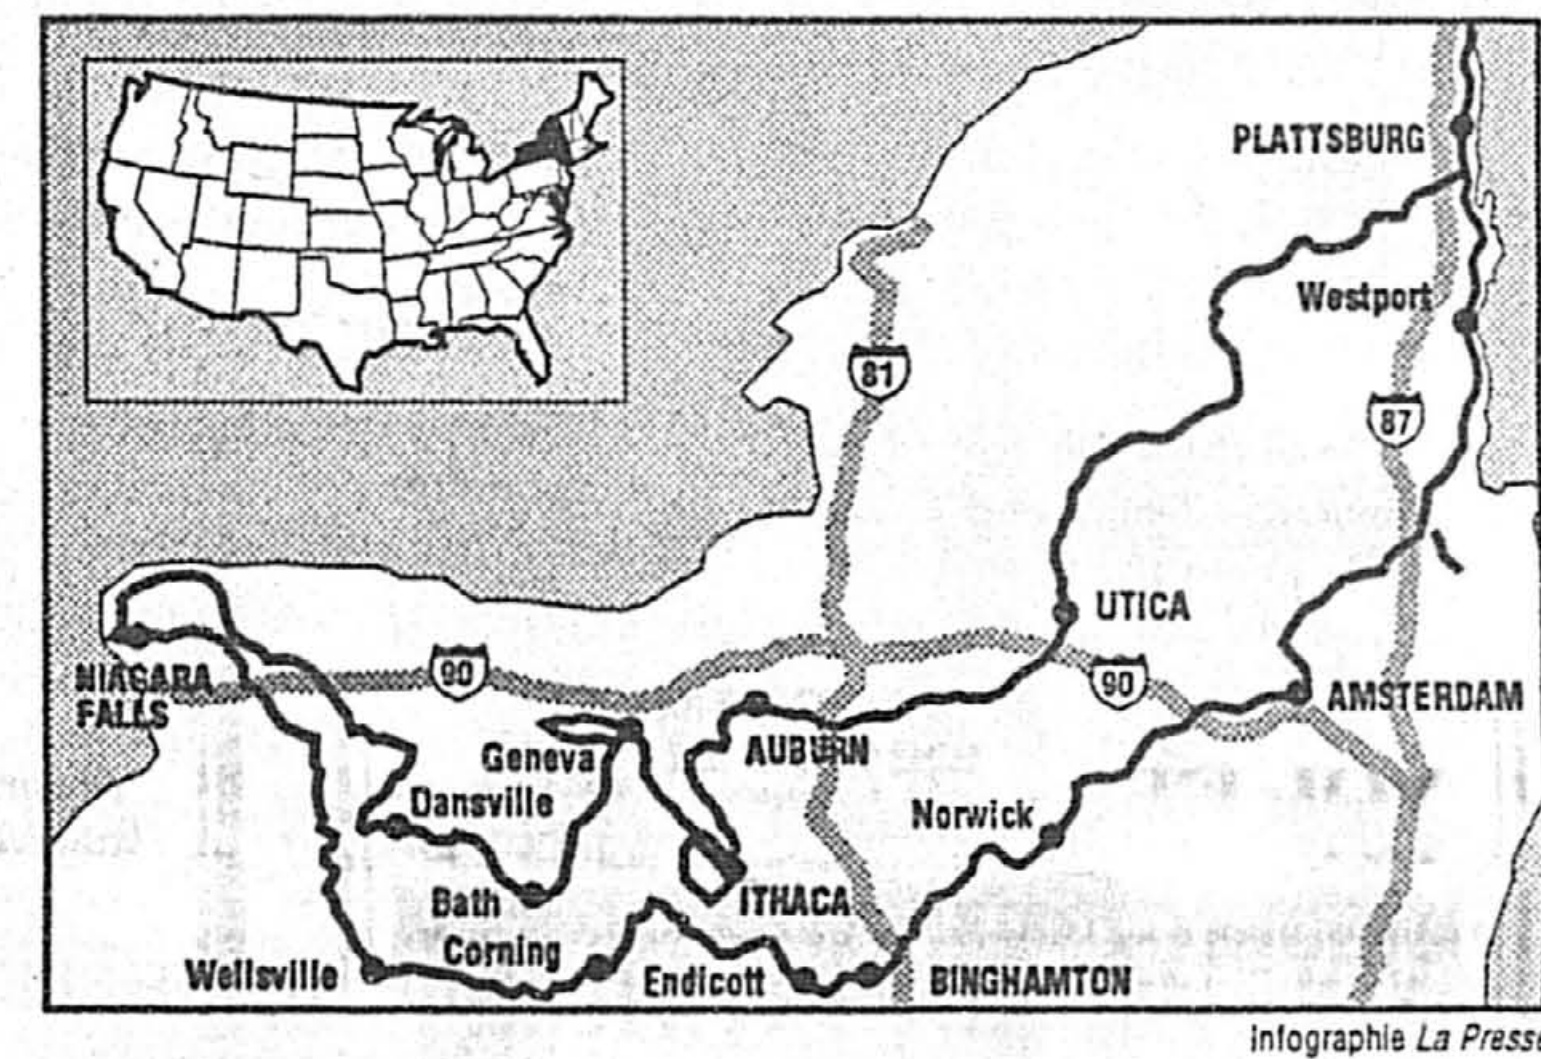 PLATTSBURG
Westport
81
87
UTICA
NIAGARA
FALLS
90
90
AMSTERDAM
Geneva
AUBURN
Dansville
Norwick
Bath
ITHACA
Corning
Wellsville
Endicott
BINGHAMTON
Infographie La Presse